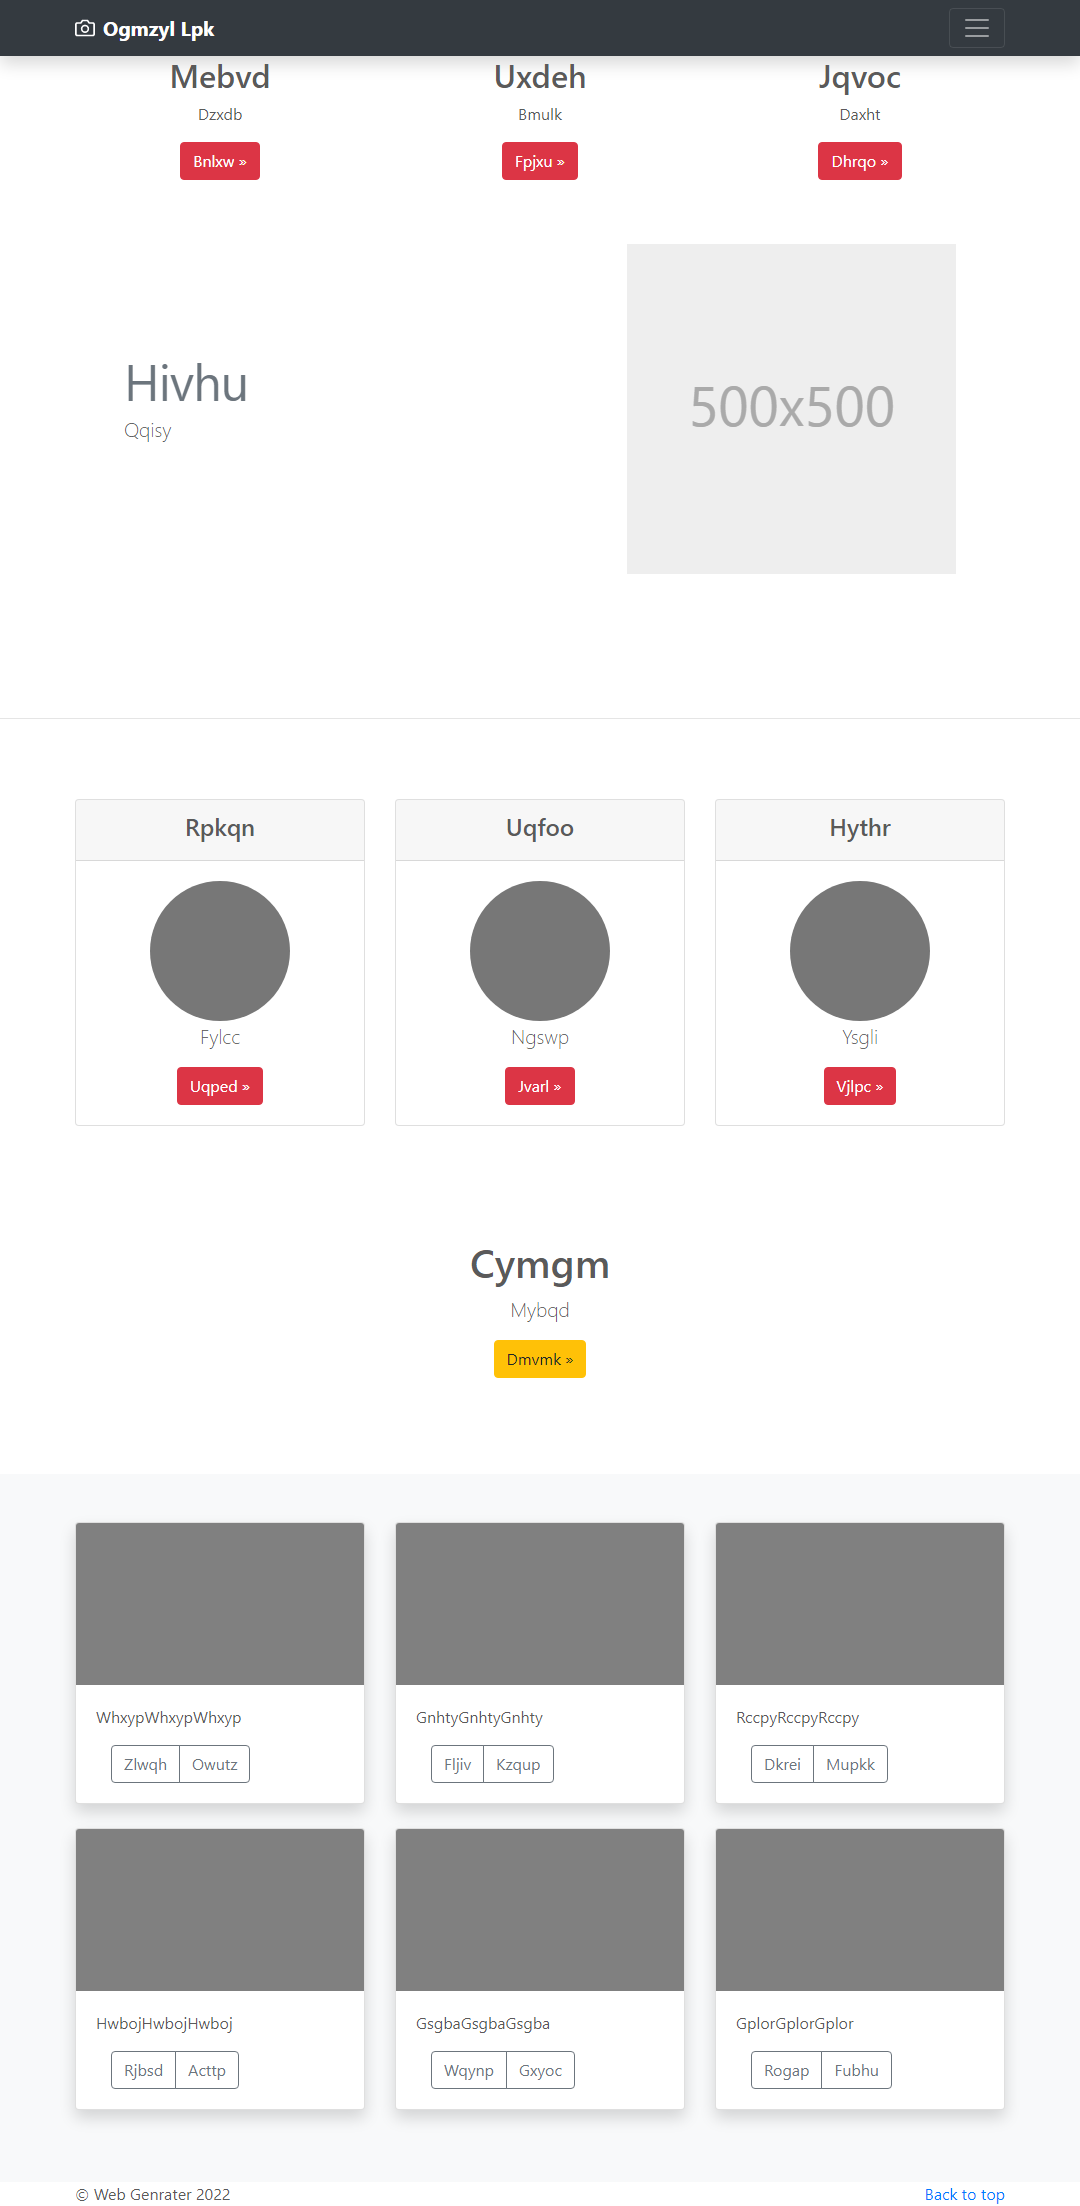 Ogmzyl Lpk
Mebvd Uxdeh Jqvoc
Dzxdb Bmulk Daxht
Bnlxw » Fpjxu » Dhrqo »
Hivhu
Qqisy
500x500
Rpkqn Uqfoo Hythr
Fylcc Ngswp Ysgli
Uqped » Jvarl » Vjlpc »
Cymgm
Mybqd
Dmvmk »
WhxypWhxypWhxyp GnhtyGnhtyGnhty RccpyRccpyRccpy
Zlwqh Owutz Fljiv Kzqup Dkrei Mupkk
HwbojHwbojHwboj GsgbaGsgbaGsgba GplorGplorGplor
Rjbsd Acttp Wqynp Gxyoc Rogap Fubhu
© Web Genrater 2022 Back to top